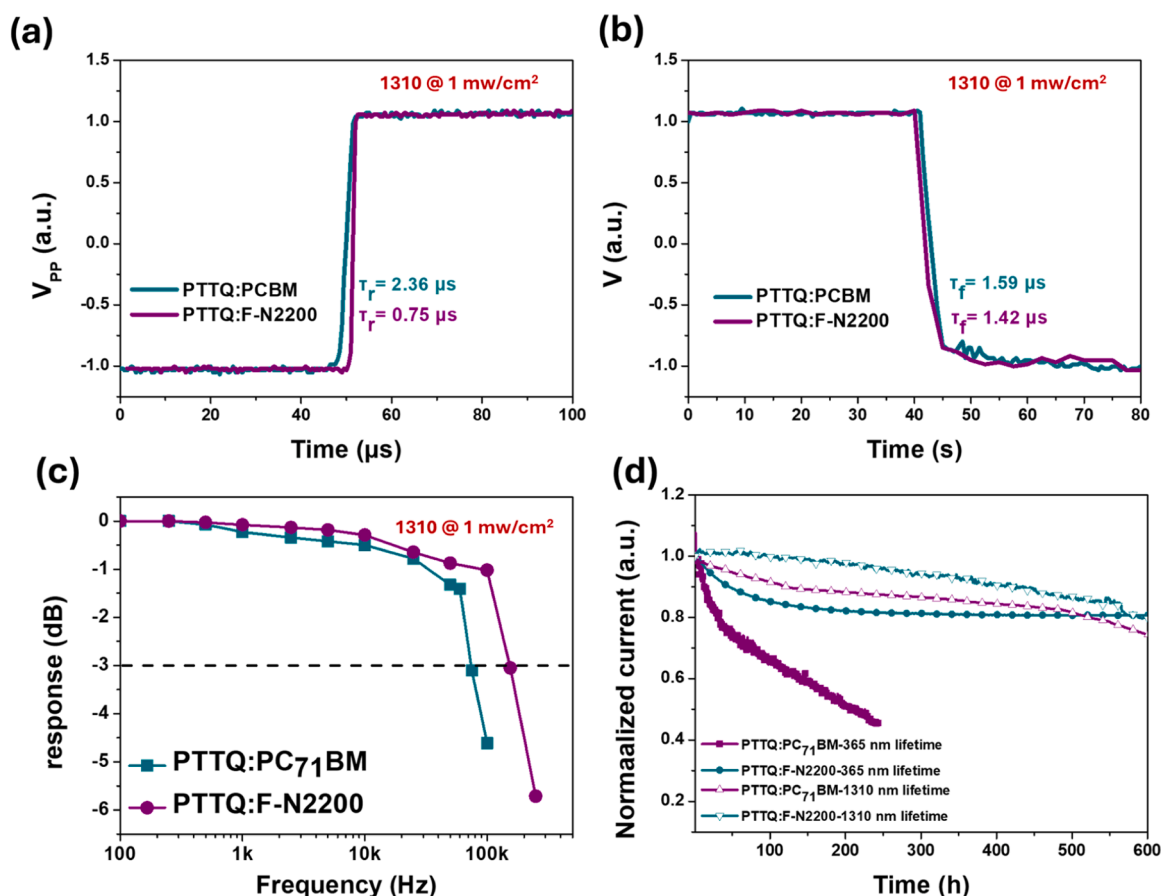 (a)
1310 @ 1 mw/cm²
1.5
1.0
0.5
0.0
-0.5
-1.0
V_PP (a.u.)
PTTQ:PCBM
PTTQ:F-N2200
τ_r= 2.36 μs
τ_r= 0.75 μs
0 20 40 60 80 100
Time (μs)
(b)
1310 @ 1 mw/cm²
1.5
1.0
0.5
0.0
-0.5
-1.0
V (a.u.)
PTTQ:PCBM
PTTQ:F-N2200
τ_f= 1.59 μs
τ_f= 1.42 μs
0 10 20 30 40 50 60 70 80
Time (s)
(c)
1310 @ 1 mw/cm²
0
-1
-2
-3
-4
-5
-6
response (dB)
PTTQ:PC₇₁BM
PTTQ:F-N2200
100 1k 10k 100k
Frequency (Hz)
(d)
1.2
1.0
0.8
0.6
0.4
0.2
Normaalized current (a.u.)
PTTQ:PC₇₁BM-365 nm lifetime
PTTQ:F-N2200-365 nm lifetime
PTTQ:PC₇₁BM-1310 nm lifetime
PTTQ:F-N2200-1310 nm lifetime
100 200 300 400 500 600
Time (h)